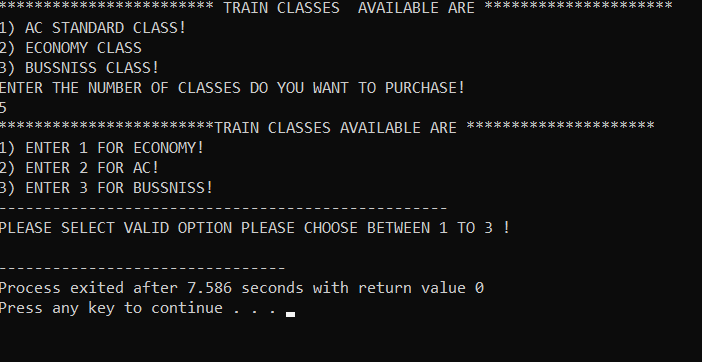 ************************ TRAIN CLASSES  AVAILABLE ARE *********************
1) AC STANDARD CLASS!
2) ECONOMY CLASS
3) BUSSNISS CLASS!
ENTER THE NUMBER OF CLASSES DO YOU WANT TO PURCHASE!
5
************************TRAIN CLASSES AVAILABLE ARE *********************
1) ENTER 1 FOR ECONOMY!
2) ENTER 2 FOR AC!
3) ENTER 3 FOR BUSSNISS!
--------------------------------------------------
PLEASE SELECT VALID OPTION PLEASE CHOOSE BETWEEN 1 TO 3 !
--------------------------------
Process exited after 7.586 seconds with return value 0
Press any key to continue . . .